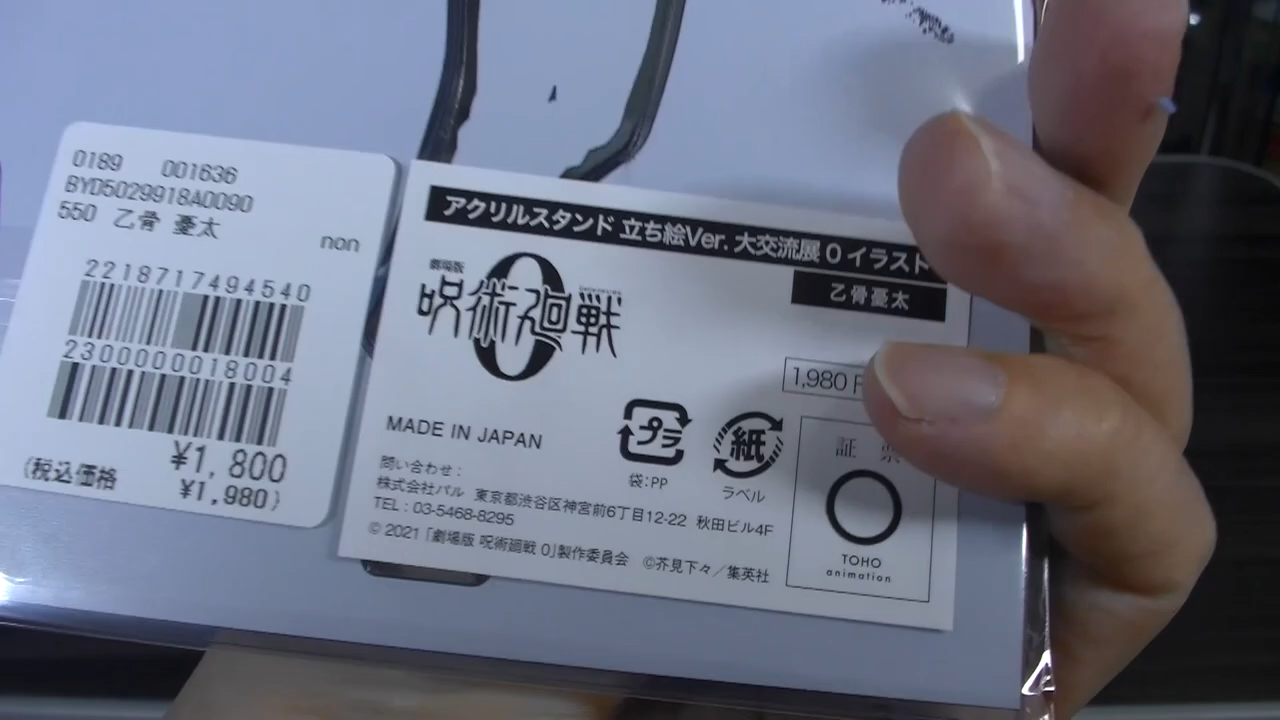 0189 001636
BYD5029918A0090
550 乙骨 憂太
non
2218717494540
2300000018004
¥1,800
(税込価格 ¥1,980)
アクリルスタンド 立ち絵Ver. 大交流展 0 イラスト
乙骨憂太
劇場版
呪術廻戦
0
1,980
MADE IN JAPAN
プラ
袋:PP
紙
ラベル
証
問い合わせ:
株式会社パル 東京都渋谷区神宮前6丁目12-22 秋田ビル4F
TEL:03-5468-8295
© 2021「劇場版 呪術廻戦 0」製作委員会 ©芥見下々/集英社
TOHO
animation